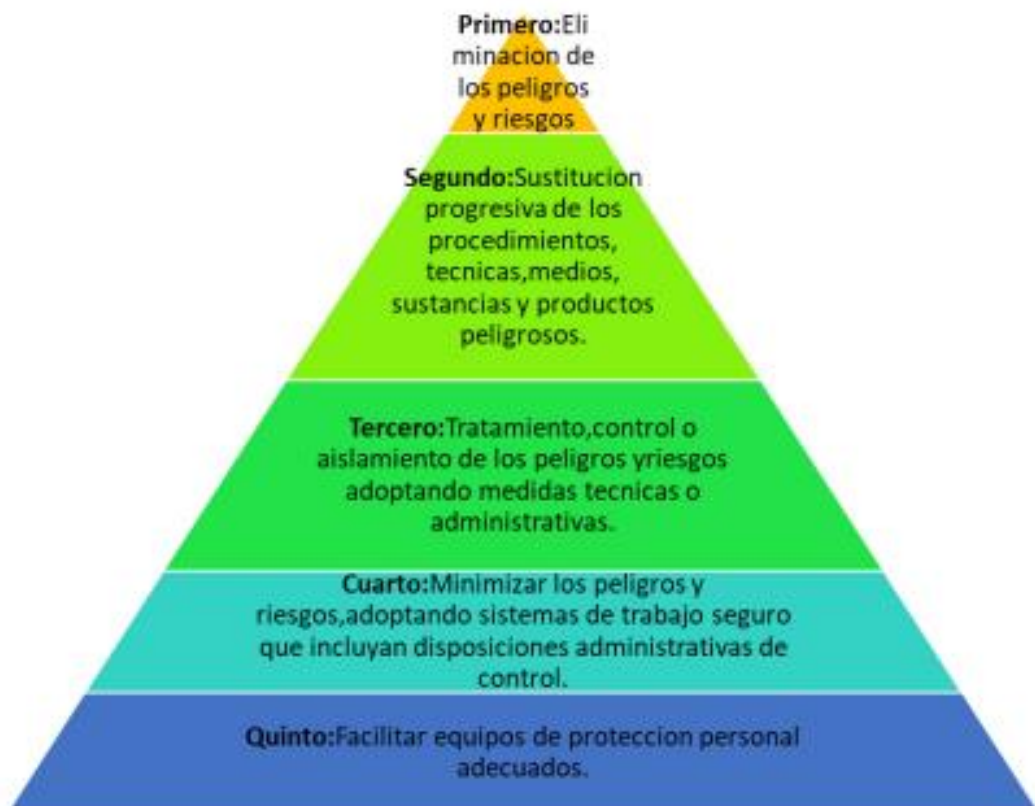 Primero:Eli
minacion de
los peligros
y riesgos
Segundo:Sustitucion
progresiva de los
procedimientos,
tecnicas,medios,
sustancias y productos
peligrosos.
Tercero:Tratamiento,control o
aislamiento de los peligros yriesgos
adoptando medidas tecnicas o
administrativas.
Cuarto:Minimizar los peligros y
riesgos,adoptando sistemas de trabajo seguro
que incluyan disposiciones administrativas de
control.
Quinto:Facilitar equipos de proteccion personal
adecuados.